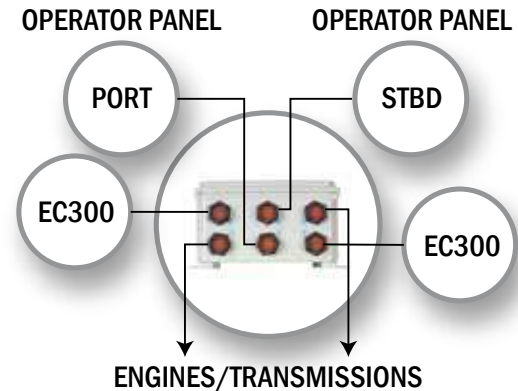 OPERATOR PANEL
OPERATOR PANEL
PORT
STBD
EC300
EC300
ENGINES/TRANSMISSIONS